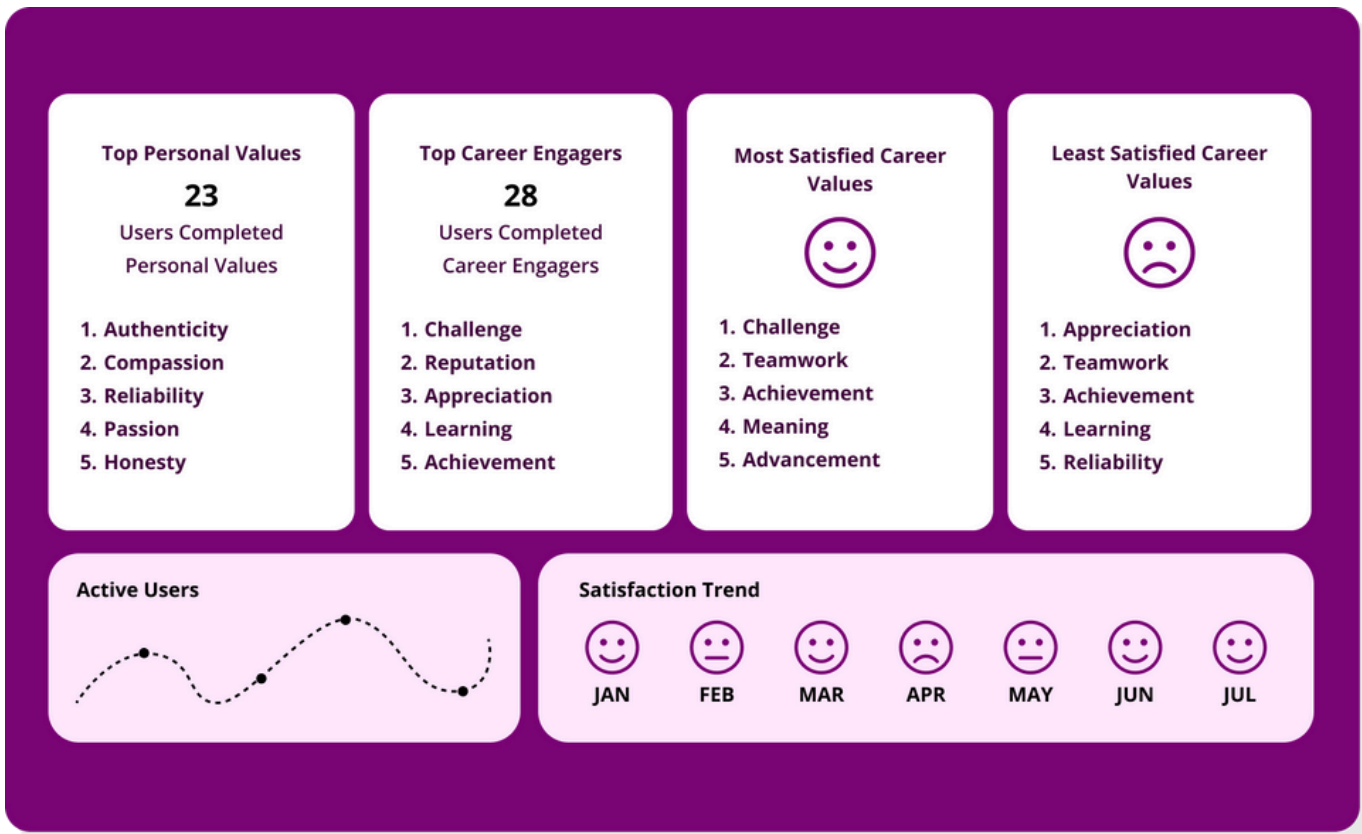 Top Personal Values
23
Users Completed
Personal Values
1. Authenticity
2. Compassion
3. Reliability
4. Passion
5. Honesty
Top Career Engagers
28
Users Completed
Career Engagers
1. Challenge
2. Reputation
3. Appreciation
4. Learning
5. Achievement
Most Satisfied Career
Values
1. Challenge
2. Teamwork
3. Achievement
4. Meaning
5. Advancement
Least Satisfied Career
Values
1. Appreciation
2. Teamwork
3. Achievement
4. Learning
5. Reliability
Active Users
Satisfaction Trend
JAN FEB MAR APR MAY JUN JUL